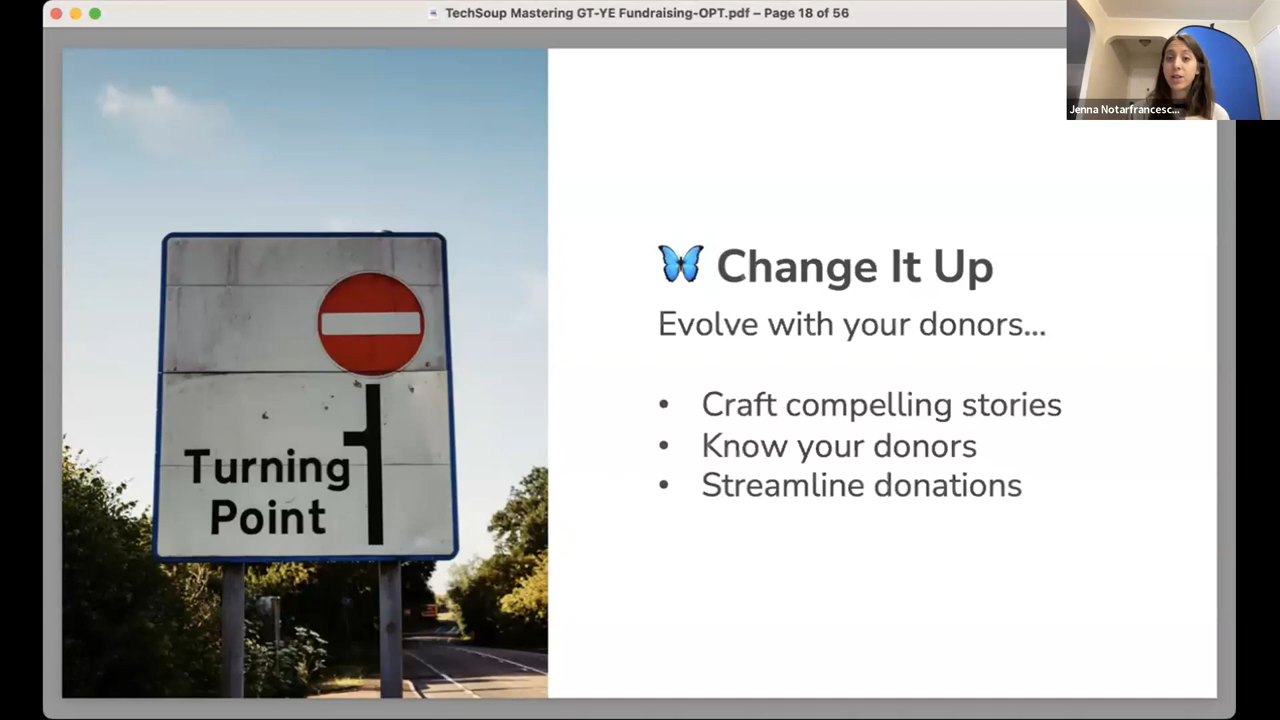 TechSoup Mastering GT-YE Fundraising-OPT.pdf – Page 18 of 56
Jenna Notarfrancesc...
Turning
Point
🦋 Change It Up
Evolve with your donors...
• Craft compelling stories
• Know your donors
• Streamline donations